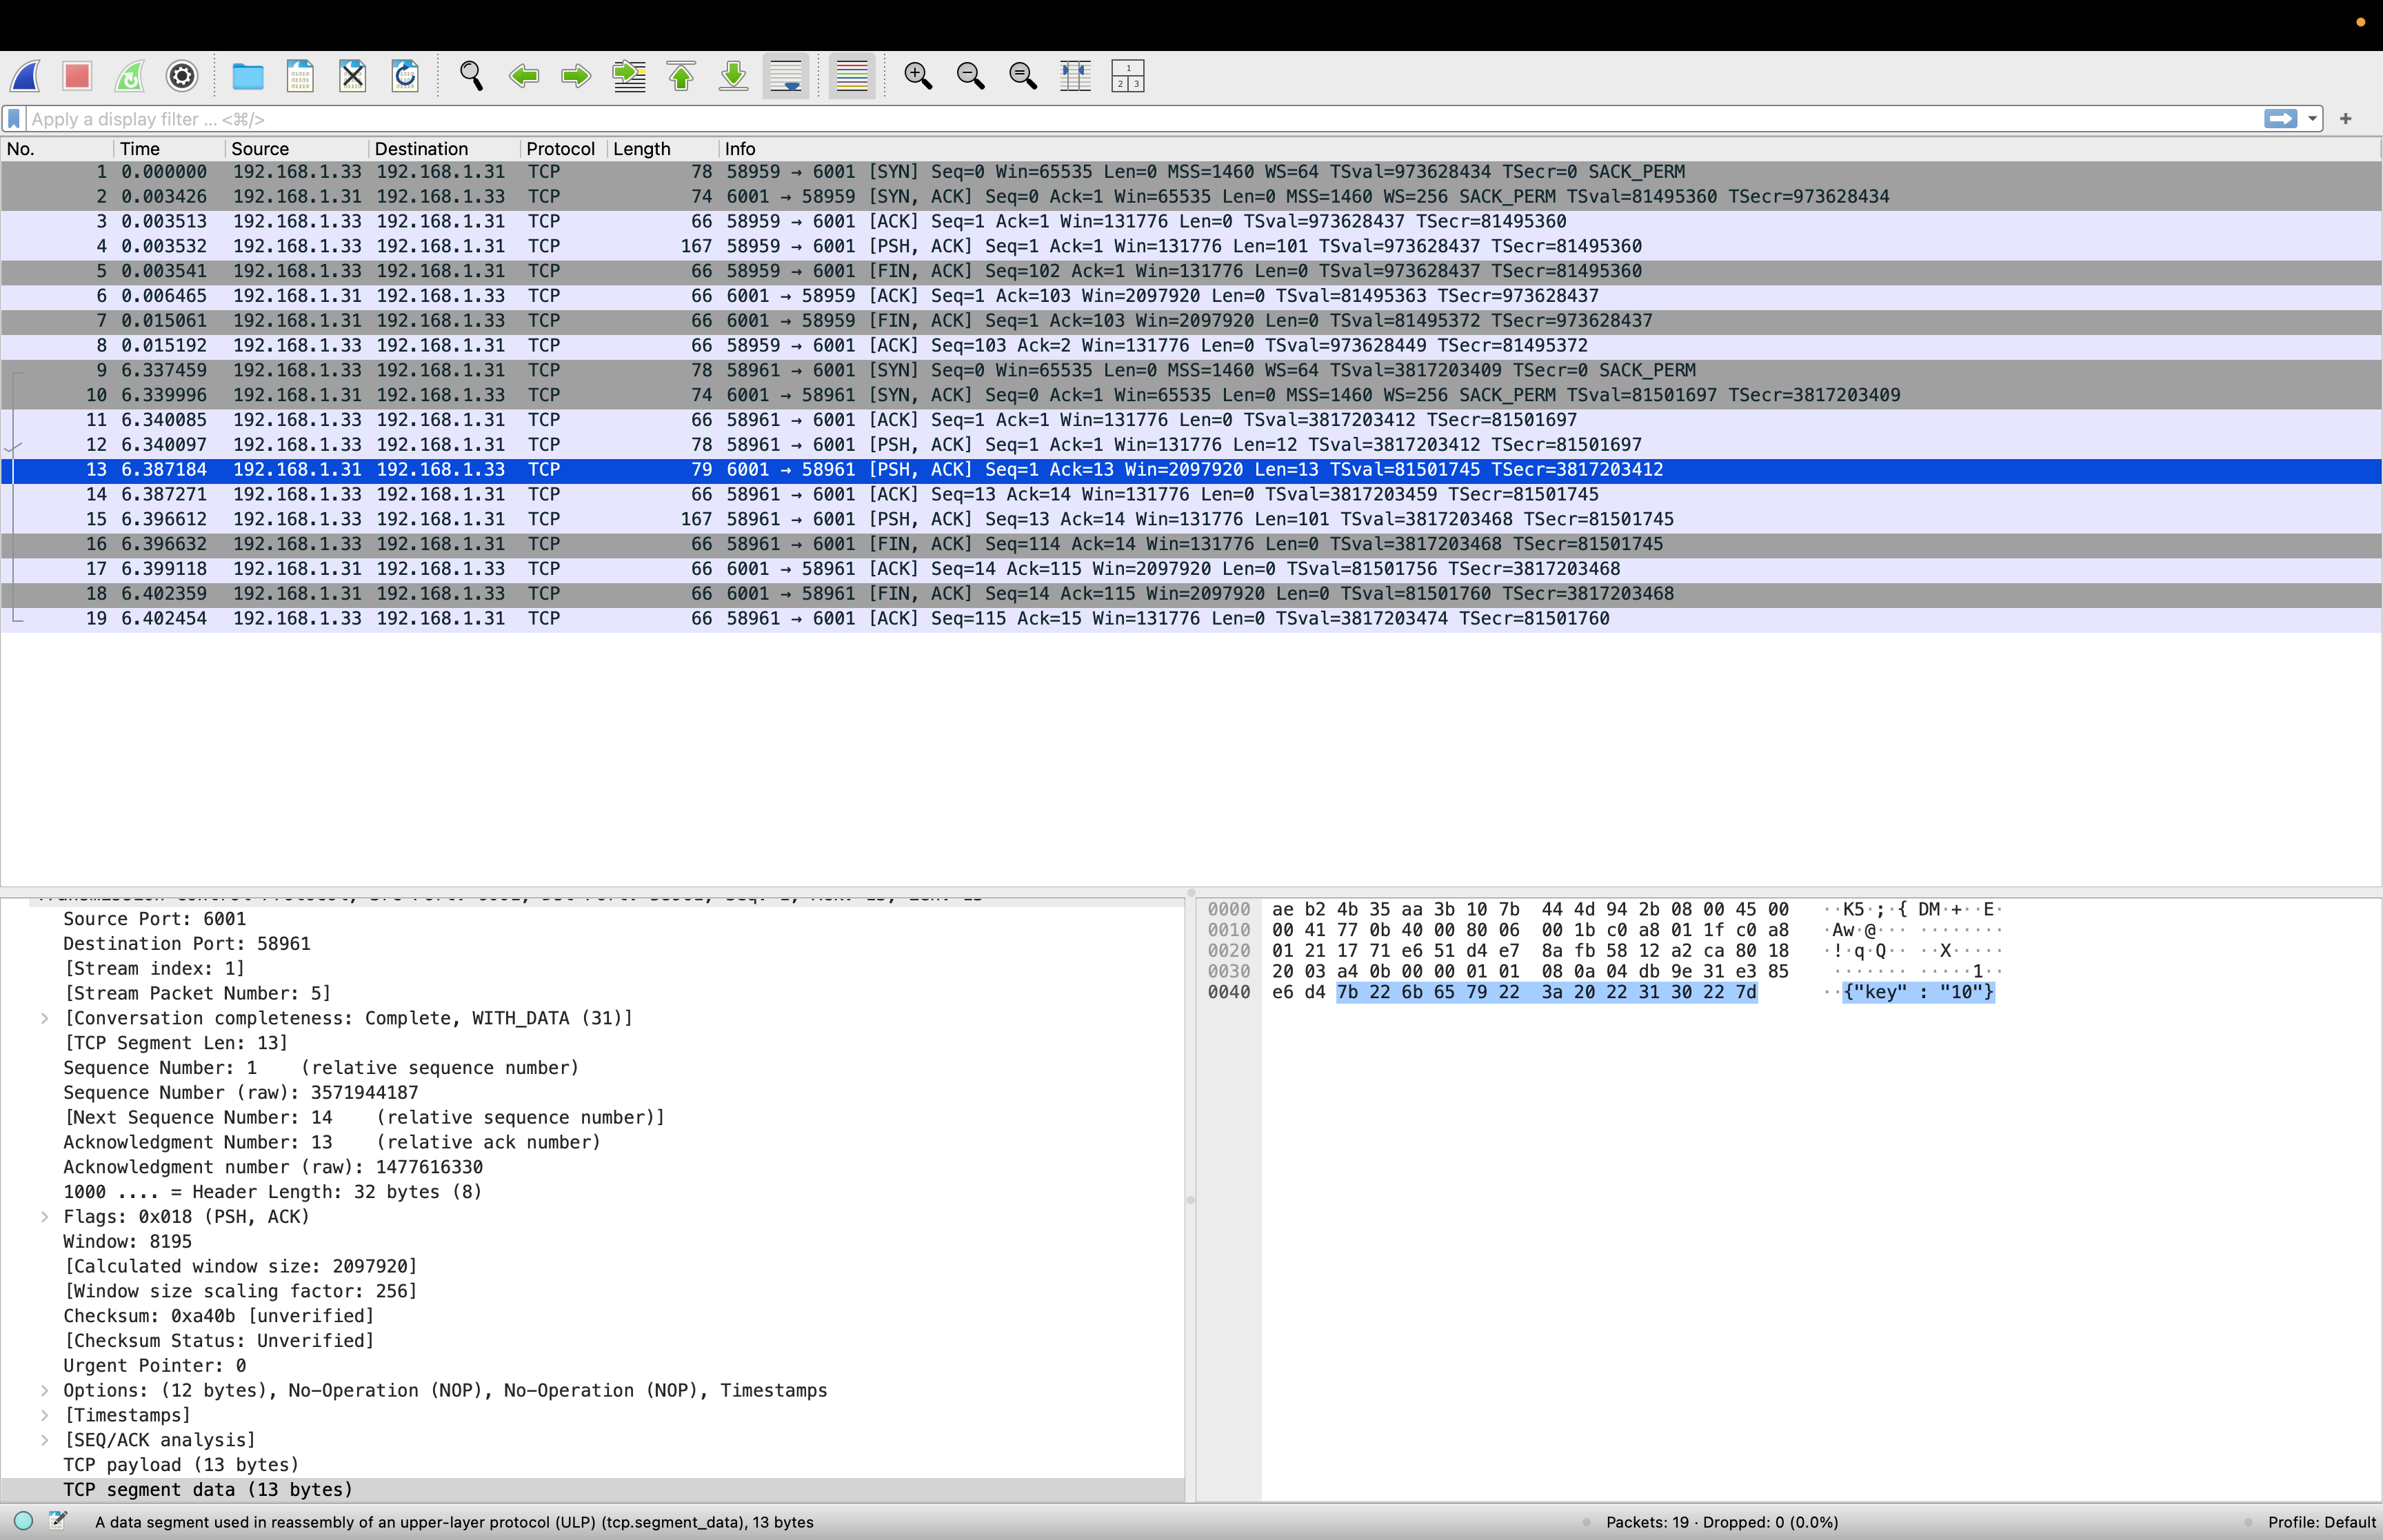 Apply a display filter ... <⌘/>
No. Time Source Destination Protocol Length Info
1 0.000000 192.168.1.33 192.168.1.31 TCP 78 58959 → 6001 [SYN] Seq=0 Win=65535 Len=0 MSS=1460 WS=64 TSval=973628434 TSecr=0 SACK_PERM
2 0.003426 192.168.1.31 192.168.1.33 TCP 74 6001 → 58959 [SYN, ACK] Seq=0 Ack=1 Win=65535 Len=0 MSS=1460 WS=256 SACK_PERM TSval=81495360 TSecr=973628434
3 0.003513 192.168.1.33 192.168.1.31 TCP 66 58959 → 6001 [ACK] Seq=1 Ack=1 Win=131776 Len=0 TSval=973628437 TSecr=81495360
4 0.003532 192.168.1.33 192.168.1.31 TCP 167 58959 → 6001 [PSH, ACK] Seq=1 Ack=1 Win=131776 Len=101 TSval=973628437 TSecr=81495360
5 0.003541 192.168.1.33 192.168.1.31 TCP 66 58959 → 6001 [FIN, ACK] Seq=102 Ack=1 Win=131776 Len=0 TSval=973628437 TSecr=81495360
6 0.006465 192.168.1.31 192.168.1.33 TCP 66 6001 → 58959 [ACK] Seq=1 Ack=103 Win=2097920 Len=0 TSval=81495363 TSecr=973628437
7 0.015061 192.168.1.31 192.168.1.33 TCP 66 6001 → 58959 [FIN, ACK] Seq=1 Ack=103 Win=2097920 Len=0 TSval=81495372 TSecr=973628437
8 0.015192 192.168.1.33 192.168.1.31 TCP 66 58959 → 6001 [ACK] Seq=103 Ack=2 Win=131776 Len=0 TSval=973628449 TSecr=81495372
9 6.337459 192.168.1.33 192.168.1.31 TCP 78 58961 → 6001 [SYN] Seq=0 Win=65535 Len=0 MSS=1460 WS=64 TSval=3817203409 TSecr=0 SACK_PERM
10 6.339996 192.168.1.31 192.168.1.33 TCP 74 6001 → 58961 [SYN, ACK] Seq=0 Ack=1 Win=65535 Len=0 MSS=1460 WS=256 SACK_PERM TSval=81501697 TSecr=3817203409
11 6.340085 192.168.1.33 192.168.1.31 TCP 66 58961 → 6001 [ACK] Seq=1 Ack=1 Win=131776 Len=0 TSval=3817203412 TSecr=81501697
12 6.340097 192.168.1.33 192.168.1.31 TCP 78 58961 → 6001 [PSH, ACK] Seq=1 Ack=1 Win=131776 Len=12 TSval=3817203412 TSecr=81501697
13 6.387184 192.168.1.31 192.168.1.33 TCP 79 6001 → 58961 [PSH, ACK] Seq=1 Ack=13 Win=2097920 Len=13 TSval=81501745 TSecr=3817203412
14 6.387271 192.168.1.33 192.168.1.31 TCP 66 58961 → 6001 [ACK] Seq=13 Ack=14 Win=131776 Len=0 TSval=3817203459 TSecr=81501745
15 6.396612 192.168.1.33 192.168.1.31 TCP 167 58961 → 6001 [PSH, ACK] Seq=13 Ack=14 Win=131776 Len=101 TSval=3817203468 TSecr=81501745
16 6.396632 192.168.1.33 192.168.1.31 TCP 66 58961 → 6001 [FIN, ACK] Seq=114 Ack=14 Win=131776 Len=0 TSval=3817203468 TSecr=81501745
17 6.399118 192.168.1.31 192.168.1.33 TCP 66 6001 → 58961 [ACK] Seq=14 Ack=115 Win=2097920 Len=0 TSval=81501756 TSecr=3817203468
18 6.402359 192.168.1.31 192.168.1.33 TCP 66 6001 → 58961 [FIN, ACK] Seq=14 Ack=115 Win=2097920 Len=0 TSval=81501760 TSecr=3817203468
19 6.402454 192.168.1.33 192.168.1.31 TCP 66 58961 → 6001 [ACK] Seq=115 Ack=15 Win=131776 Len=0 TSval=3817203474 TSecr=81501760
Source Port: 6001
Destination Port: 58961
[Stream index: 1]
[Stream Packet Number: 5]
[Conversation completeness: Complete, WITH_DATA (31)]
[TCP Segment Len: 13]
Sequence Number: 1 (relative sequence number)
Sequence Number (raw): 3571944187
[Next Sequence Number: 14 (relative sequence number)]
Acknowledgment Number: 13 (relative ack number)
Acknowledgment number (raw): 1477616330
1000 .... = Header Length: 32 bytes (8)
Flags: 0x018 (PSH, ACK)
Window: 8195
[Calculated window size: 2097920]
[Window size scaling factor: 256]
Checksum: 0xa40b [unverified]
[Checksum Status: Unverified]
Urgent Pointer: 0
Options: (12 bytes), No-Operation (NOP), No-Operation (NOP), Timestamps
[Timestamps]
[SEQ/ACK analysis]
TCP payload (13 bytes)
TCP segment data (13 bytes)
0000 ae b2 4b 35 aa 3b 10 7b 44 4d 94 2b 08 00 45 00 ··K5·;·{ DM·+··E·
0010 00 41 77 0b 40 00 80 06 00 1b c0 a8 01 1f c0 a8 ·Aw·@··· ········
0020 01 21 17 71 e6 51 d4 e7 8a fb 58 12 a2 ca 80 18 ·!·q·Q·· ··X·····
0030 20 03 a4 0b 00 00 01 01 08 0a 04 db 9e 31 e3 85 ······· ·····1··
0040 e6 d4 7b 22 6b 65 79 22 3a 20 22 31 30 22 7d ··{"key" : "10"}
A data segment used in reassembly of an upper-layer protocol (ULP) (tcp.segment_data), 13 bytes
Packets: 19 · Dropped: 0 (0.0%)
Profile: Default